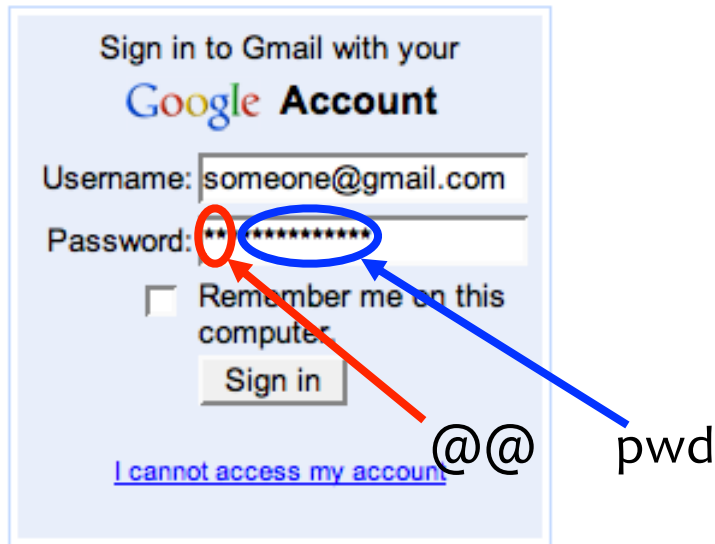 Sign in to Gmail with your
Google Account
Username: someone@gmail.com
Password: ****************
Remember me on this
computer.
Sign in
@@ pwd
I cannot access my account